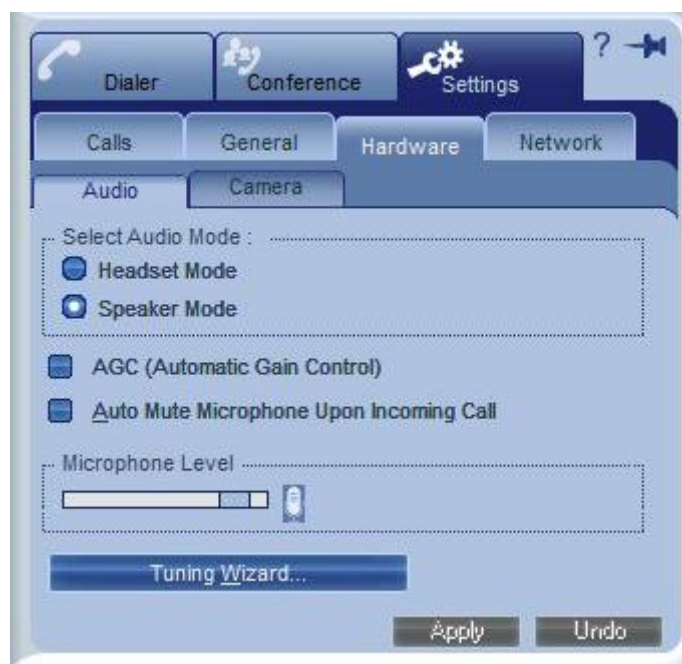 Dialer Conference Settings ?
Calls General Hardware Network
Audio Camera
Select Audio Mode :
Headset Mode
Speaker Mode
AGC (Automatic Gain Control)
Auto Mute Microphone Upon Incoming Call
Microphone Level
Tuning Wizard...
Apply Undo